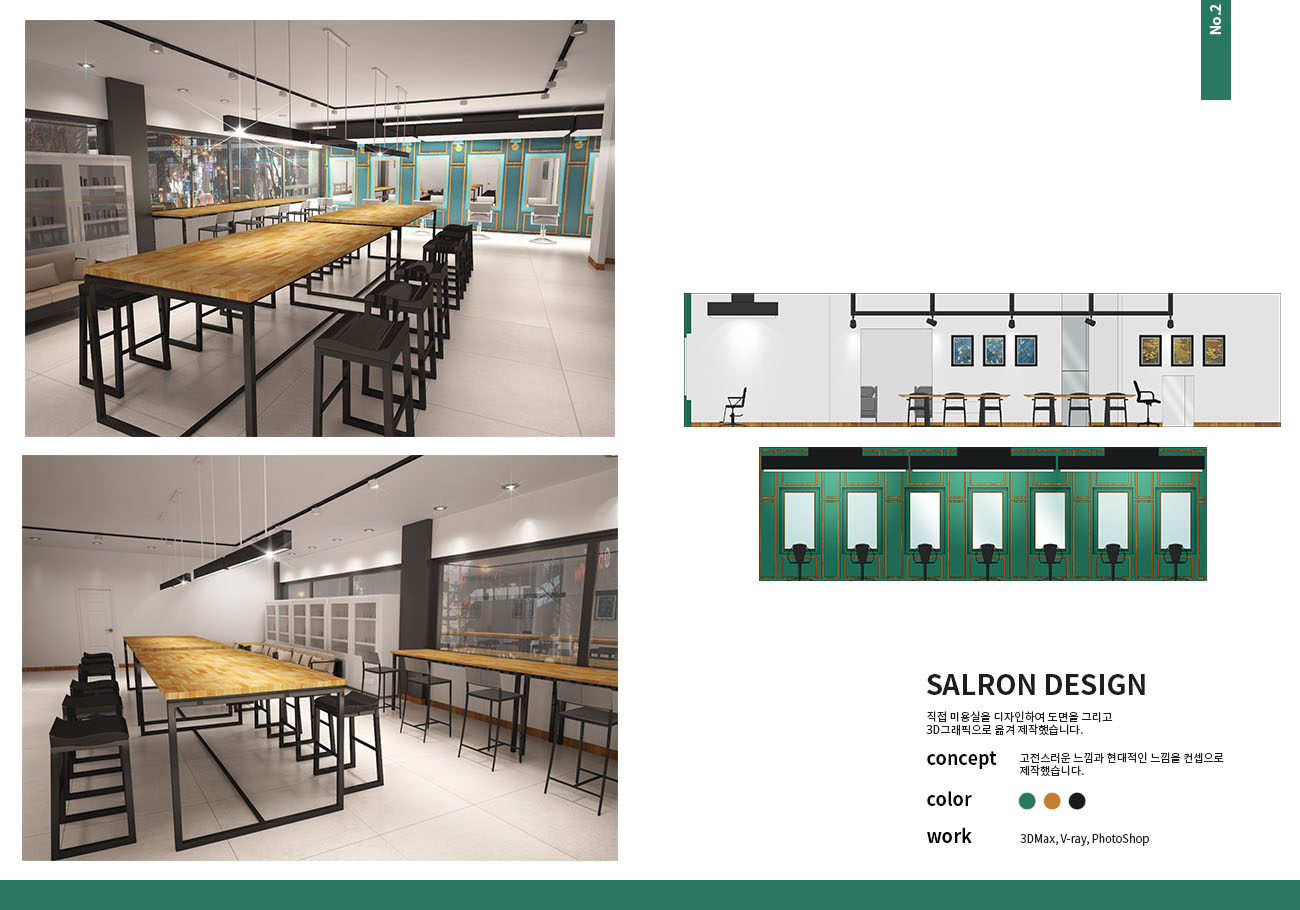 No.2
SALRON DESIGN
직접 미용실을 디자인하여 도면을 그리고
3D그래픽으로 옮겨 제작했습니다.
concept
고전스러운 느낌과 현대적인 느낌을 컨셉으로
제작했습니다.
color
work
3DMax, V-ray, PhotoShop